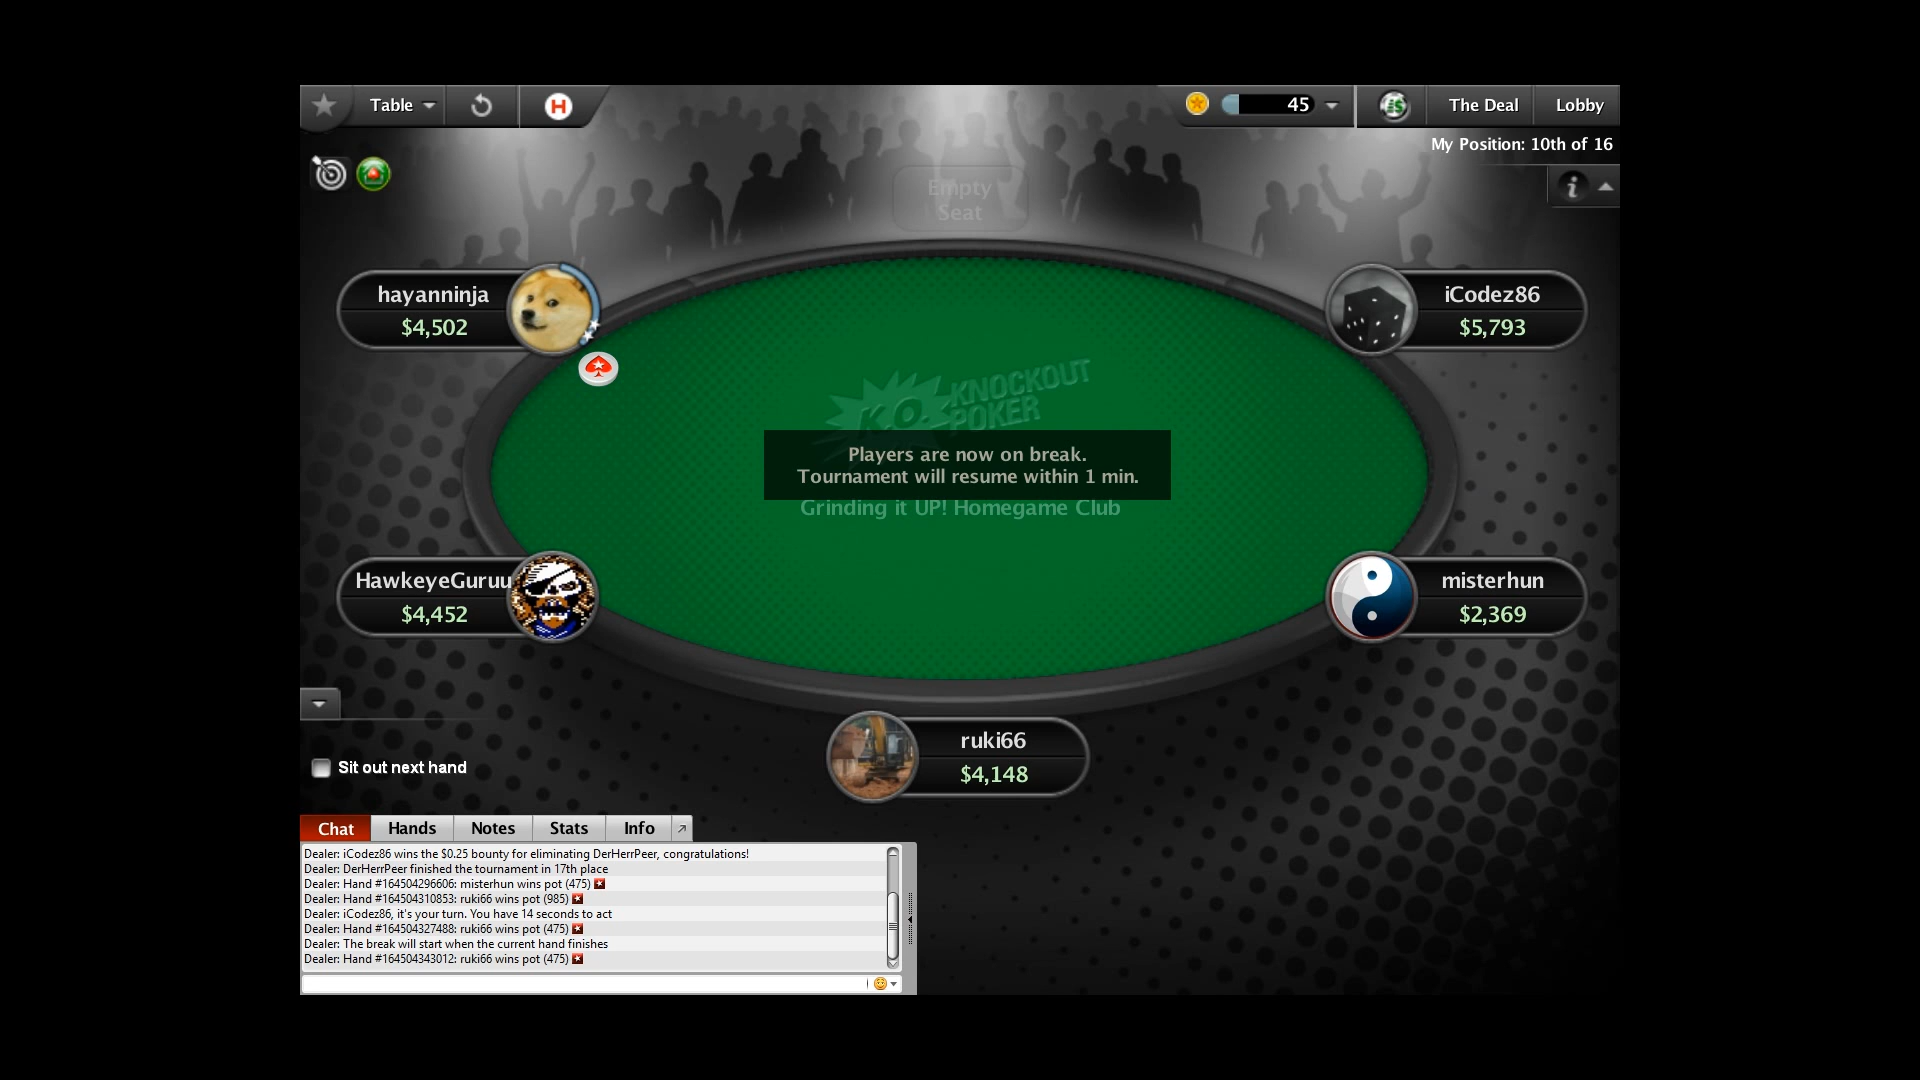 Table
H
45
The Deal
Lobby
My Position: 10th of 16
Empty
Seat
hayanninja
$4,502
iCodez86
$5,793
K.O. KNOCKOUT
POKER
Players are now on break.
Tournament will resume within 1 min.
Grinding it UP! Homegame Club
HawkeyeGuruu
$4,452
misterhun
$2,369
ruki66
$4,148
Sit out next hand
Chat
Hands
Notes
Stats
Info
Dealer: iCodez86 wins the $0.25 bounty for eliminating DerHerrPeer, congratulations!
Dealer: DerHerrPeer finished the tournament in 17th place
Dealer: Hand #164504296606: misterhun wins pot (475)
Dealer: Hand #164504310853: ruki66 wins pot (985)
Dealer: iCodez86, it's your turn. You have 14 seconds to act
Dealer: Hand #164504327488: ruki66 wins pot (475)
Dealer: The break will start when the current hand finishes
Dealer: Hand #164504343012: ruki66 wins pot (475)